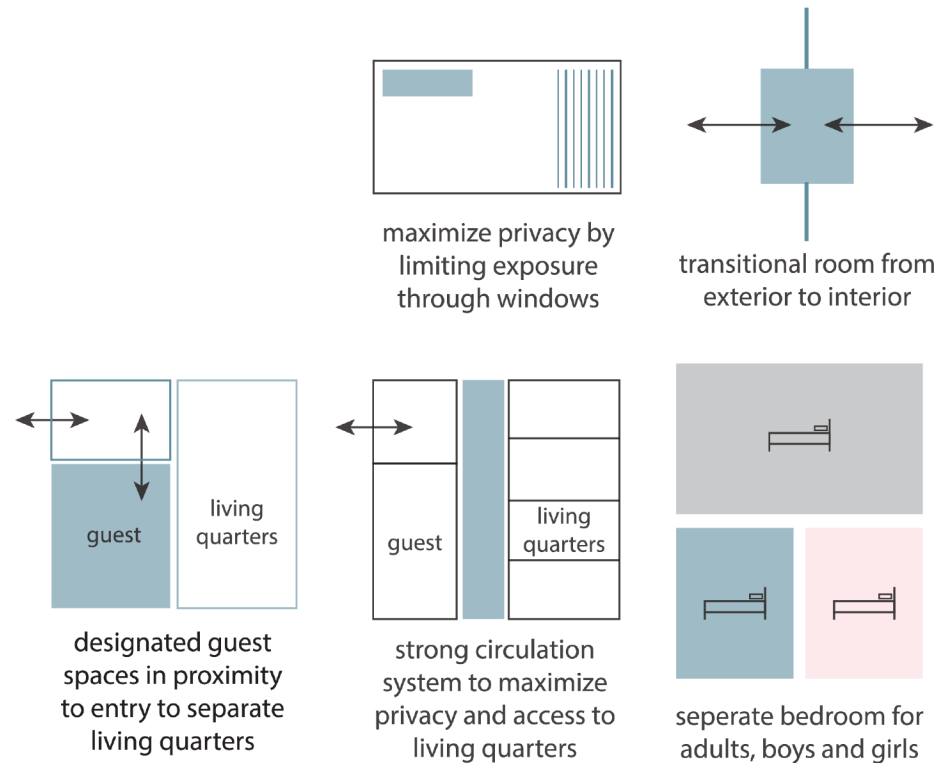 maximize privacy by
limiting exposure
through windows
transitional room from
exterior to interior
guest
living
quarters
designated guest
spaces in proximity
to entry to separate
living quarters
guest
living
quarters
strong circulation
system to maximize
privacy and access to
living quarters
seperate bedroom for
adults, boys and girls